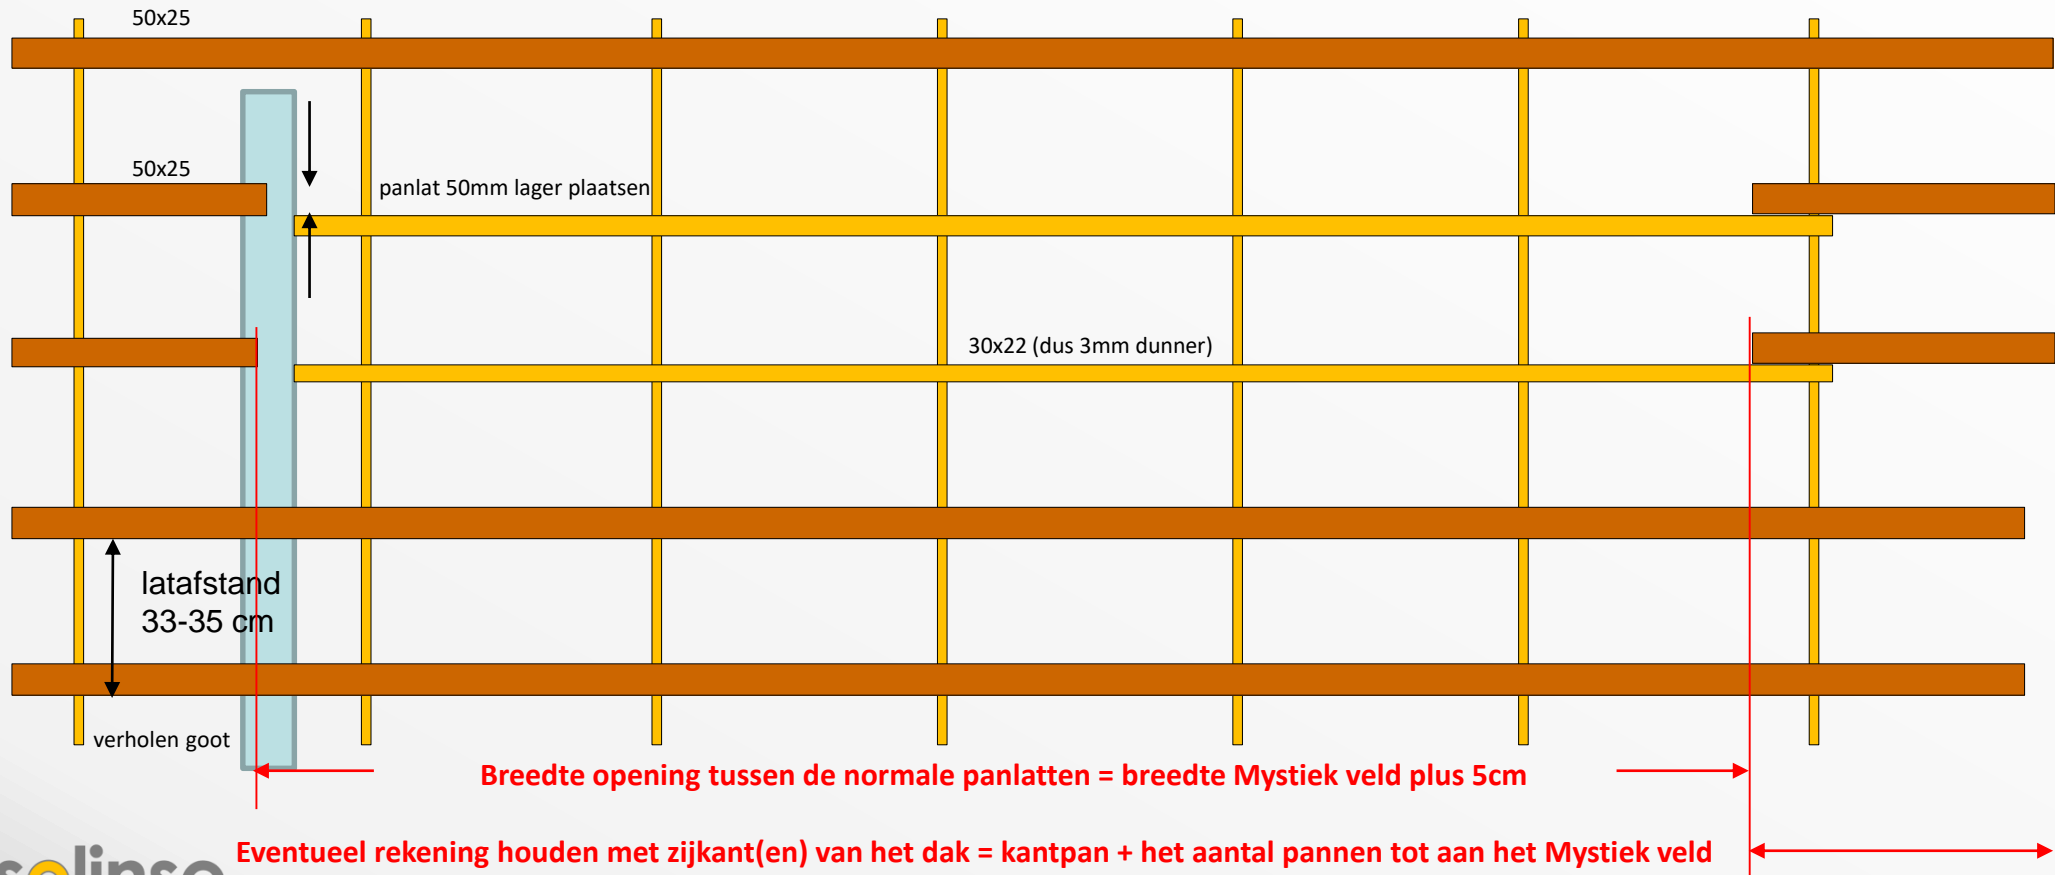 50x25
50x25
panlat 50mm lager plaatsen
30x22 (dus 3mm dunner)
latafstand
33-35 cm
verholen goot
Breedte opening tussen de normale panlatten = breedte Mystiek veld plus 5cm
Eventueel rekening houden met zijkant(en) van het dak = kantpan + het aantal pannen tot aan het Mystiek veld
solinso